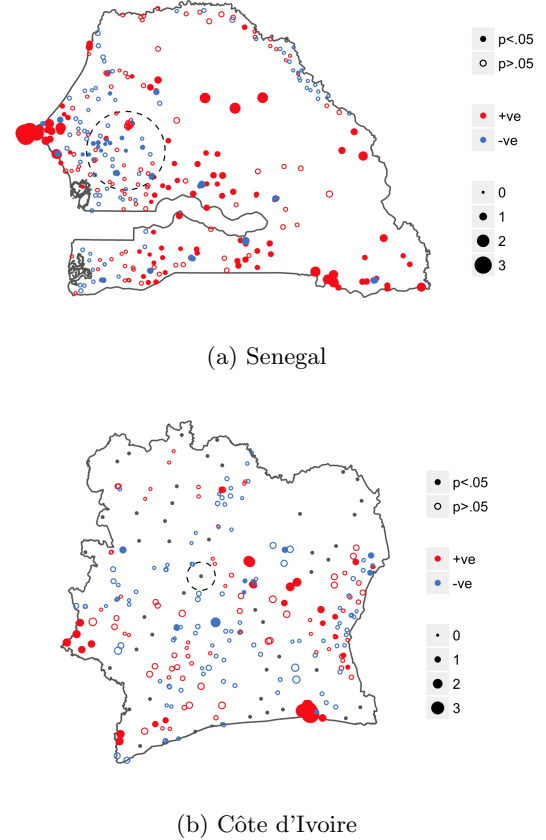 p<.05
p>.05
+ve
-ve
0
1
2
3
(a) Senegal
p<.05
p>.05
+ve
-ve
0
1
2
3
(b) Côte d'Ivoire